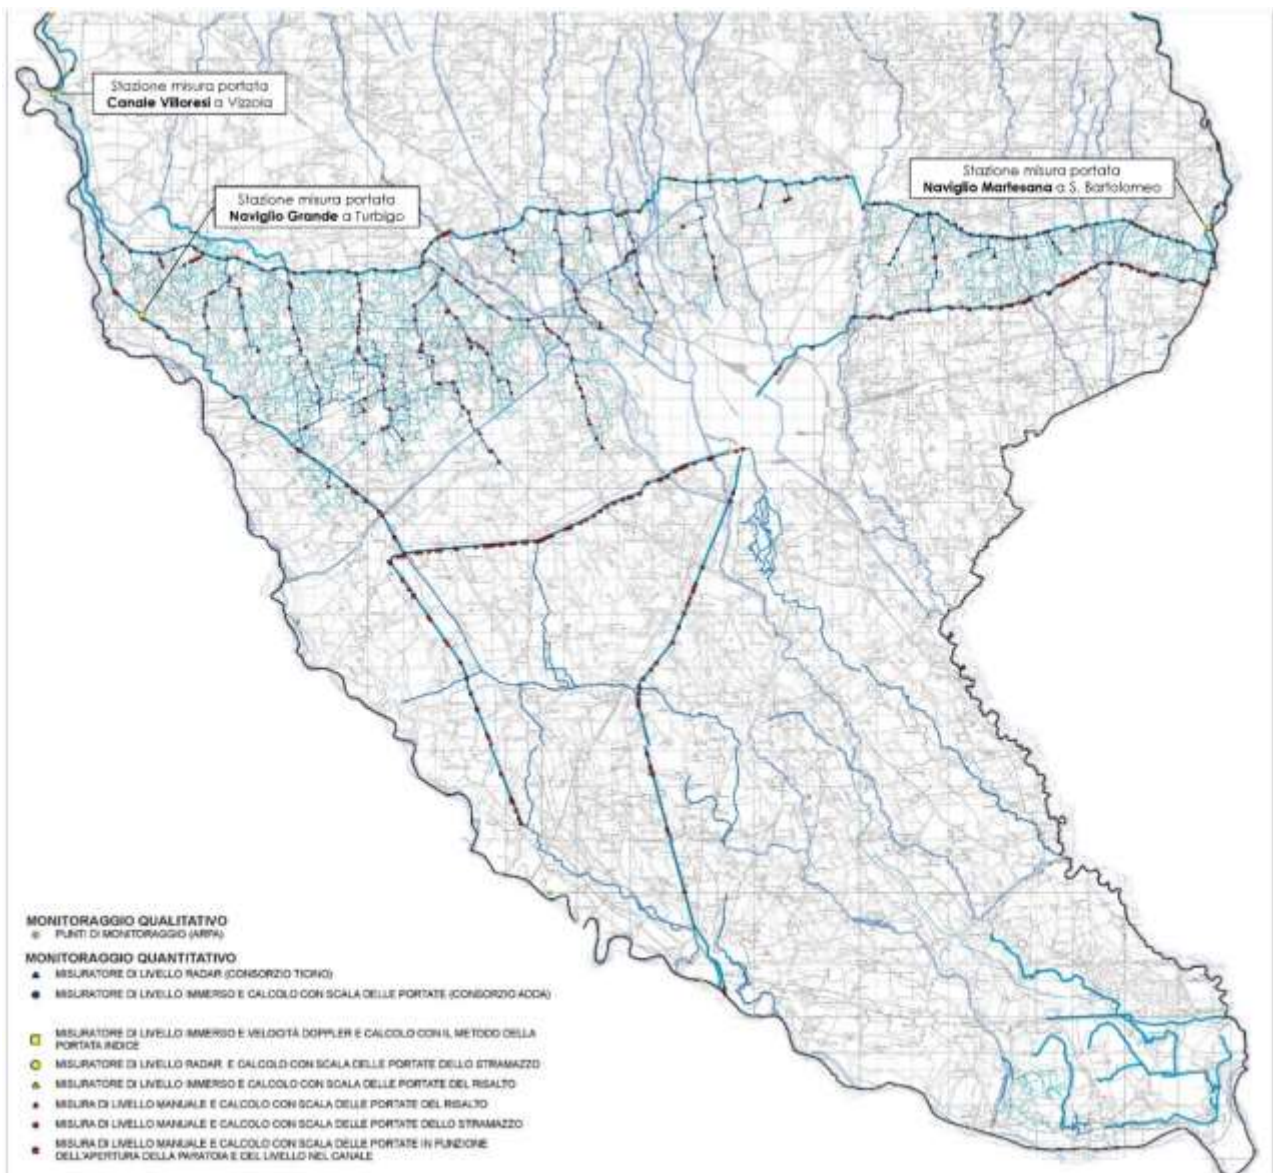 Stazione misura portata
Canale Villoresi a Vizzola
Stazione misura portata
Naviglio Grande a Turbigo
Stazione misura portata
Naviglio Martesana a S. Bartolomeo
MONITORAGGIO QUALITATIVO
PUNTI DI MONITORAGGIO (ARPA)
MONITORAGGIO QUANTITATIVO
MISURATORE DI LIVELLO RADAR (CONSORZIO TICINO)
MISURATORE DI LIVELLO IMMERSO E CALCOLO CON SCALA DELLE PORTATE (CONSORZIO ADDA)
MISURATORE DI LIVELLO IMMERSO E VELOCITÀ DOPPLER E CALCOLO CON IL METODO DELLA
PORTATA INDICE
MISURATORE DI LIVELLO RADAR E CALCOLO CON SCALA DELLE PORTATE DELLO STRAMAZZO
MISURATORE DI LIVELLO IMMERSO E CALCOLO CON SCALA DELLE PORTATE DEL RISALTO
MISURA DI LIVELLO MANUALE E CALCOLO CON SCALA DELLE PORTATE DEL RISALTO
MISURA DI LIVELLO MANUALE E CALCOLO CON SCALA DELLE PORTATE DELLO STRAMAZZO
MISURA DI LIVELLO MANUALE E CALCOLO CON SCALA DELLE PORTATE IN FUNZIONE
DELL'APERTURA DELLA PARATOIA E DEL LIVELLO NEL CANALE